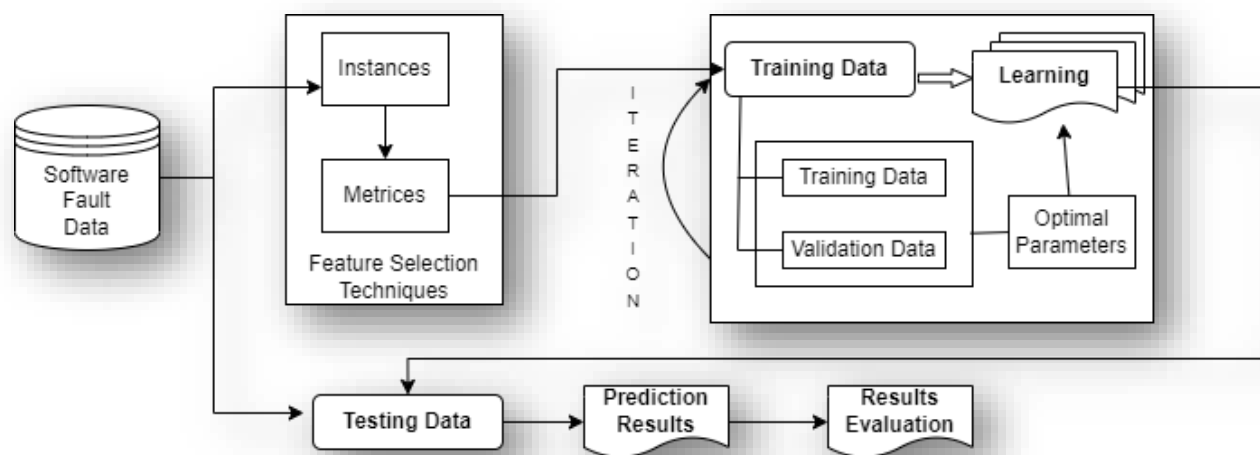 Software
Fault
Data
Instances
Metrices
Feature Selection
Techniques
ITERATION
Training Data
Learning
Training Data
Validation Data
Optimal
Parameters
Testing Data
Prediction
Results
Results
Evaluation